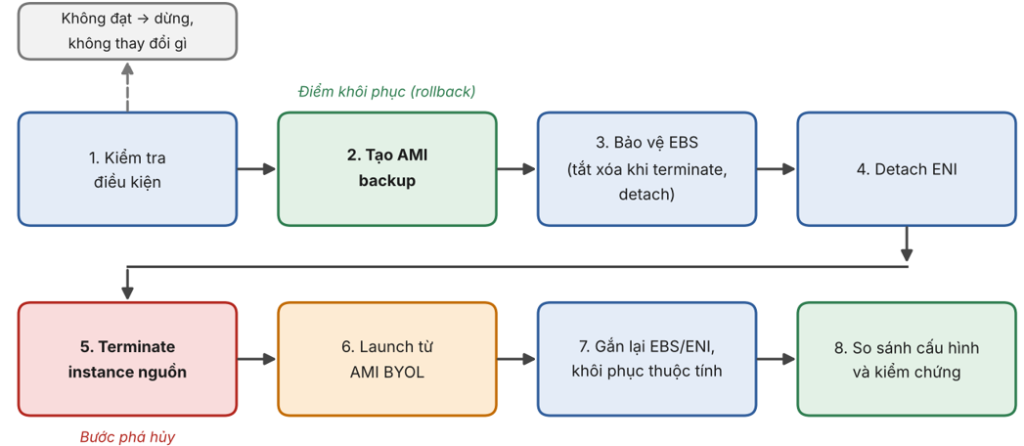 Không đạt → dừng,
không thay đổi gì
Điểm khôi phục (rollback)
1. Kiểm tra
điều kiện
2. Tạo AMI
backup
3. Bảo vệ EBS
(tắt xóa khi terminate,
detach)
4. Detach ENI
5. Terminate
instance nguồn
6. Launch từ
AMI BYOL
7. Gắn lại EBS/ENI,
khôi phục thuộc tính
8. So sánh cấu hình
và kiểm chứng
Bước phá hủy